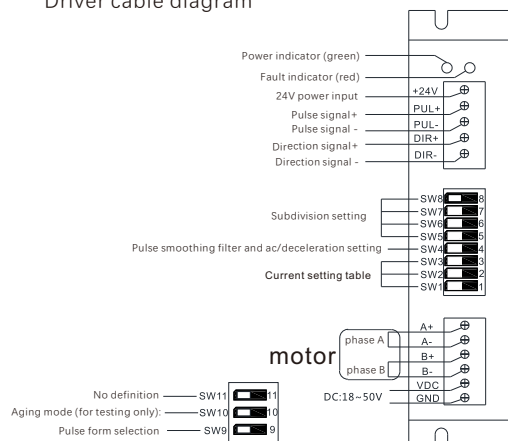 Driver cable diagram
Power indicator (green)
Fault indicator (red)
24V power input +24V
Pulse signal+ PUL+
Pulse signal - PUL-
Direction signal+ DIR+
Direction signal - DIR-
Subdivision setting
SW8 8
SW7 7
SW6 6
SW5 5
Pulse smoothing filter and ac/deceleration setting SW4 4
SW3 3
Current setting table SW2 2
SW1 1
motor
phase A
A+
A-
phase B
B+
B-
DC:18~50V
VDC
GND
No definition SW11 11
Aging mode (for testing only): SW10 10
Pulse form selection SW9 9